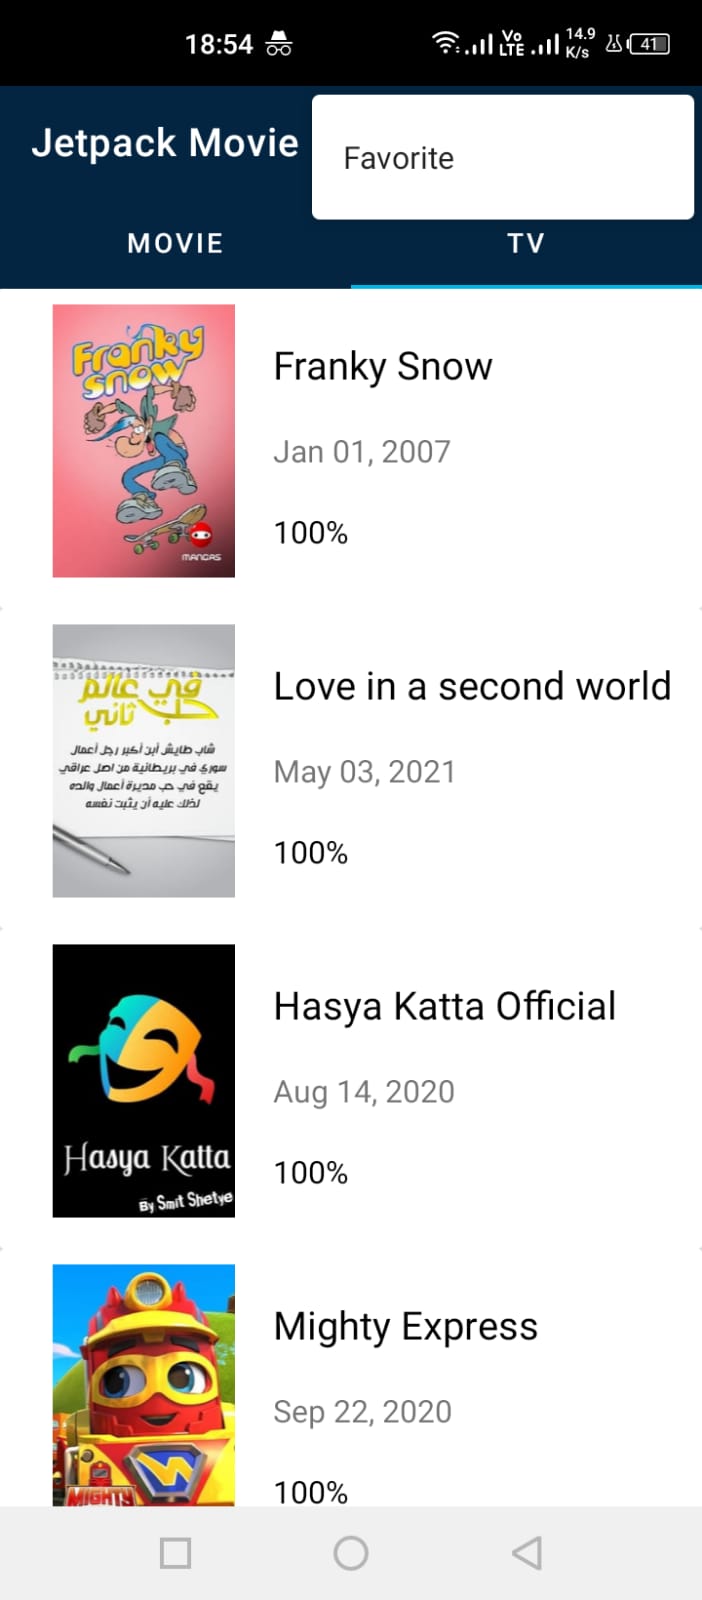 18:54
Vo
LTE
14.9
K/s
41
Jetpack Movie
Favorite
MOVIE
TV
Franky
snow
MANGAS
Franky Snow
Jan 01, 2007
100%
في عالم
حب ثاني
شاب طايش أبن أكبر رجل أعمال
سوري في بريطانية من اصل عراقي
يقع في حب مديرة أعمال والده
لذلك عليه أن يثبت نفسه
Love in a second world
May 03, 2021
100%
Hasya Katta
By Smit Shetye
Hasya Katta Official
Aug 14, 2020
100%
MIGHTY
Mighty Express
Sep 22, 2020
100%